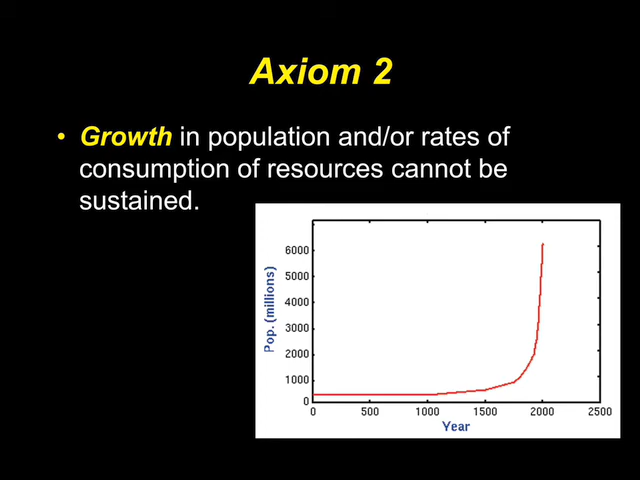 Axiom 2
• Growth in population and/or rates of
consumption of resources cannot be
sustained.
6000
5000
4000
3000
2000
1000
0
Pop. (millions)
0 500 1000 1500 2000 2500
Year